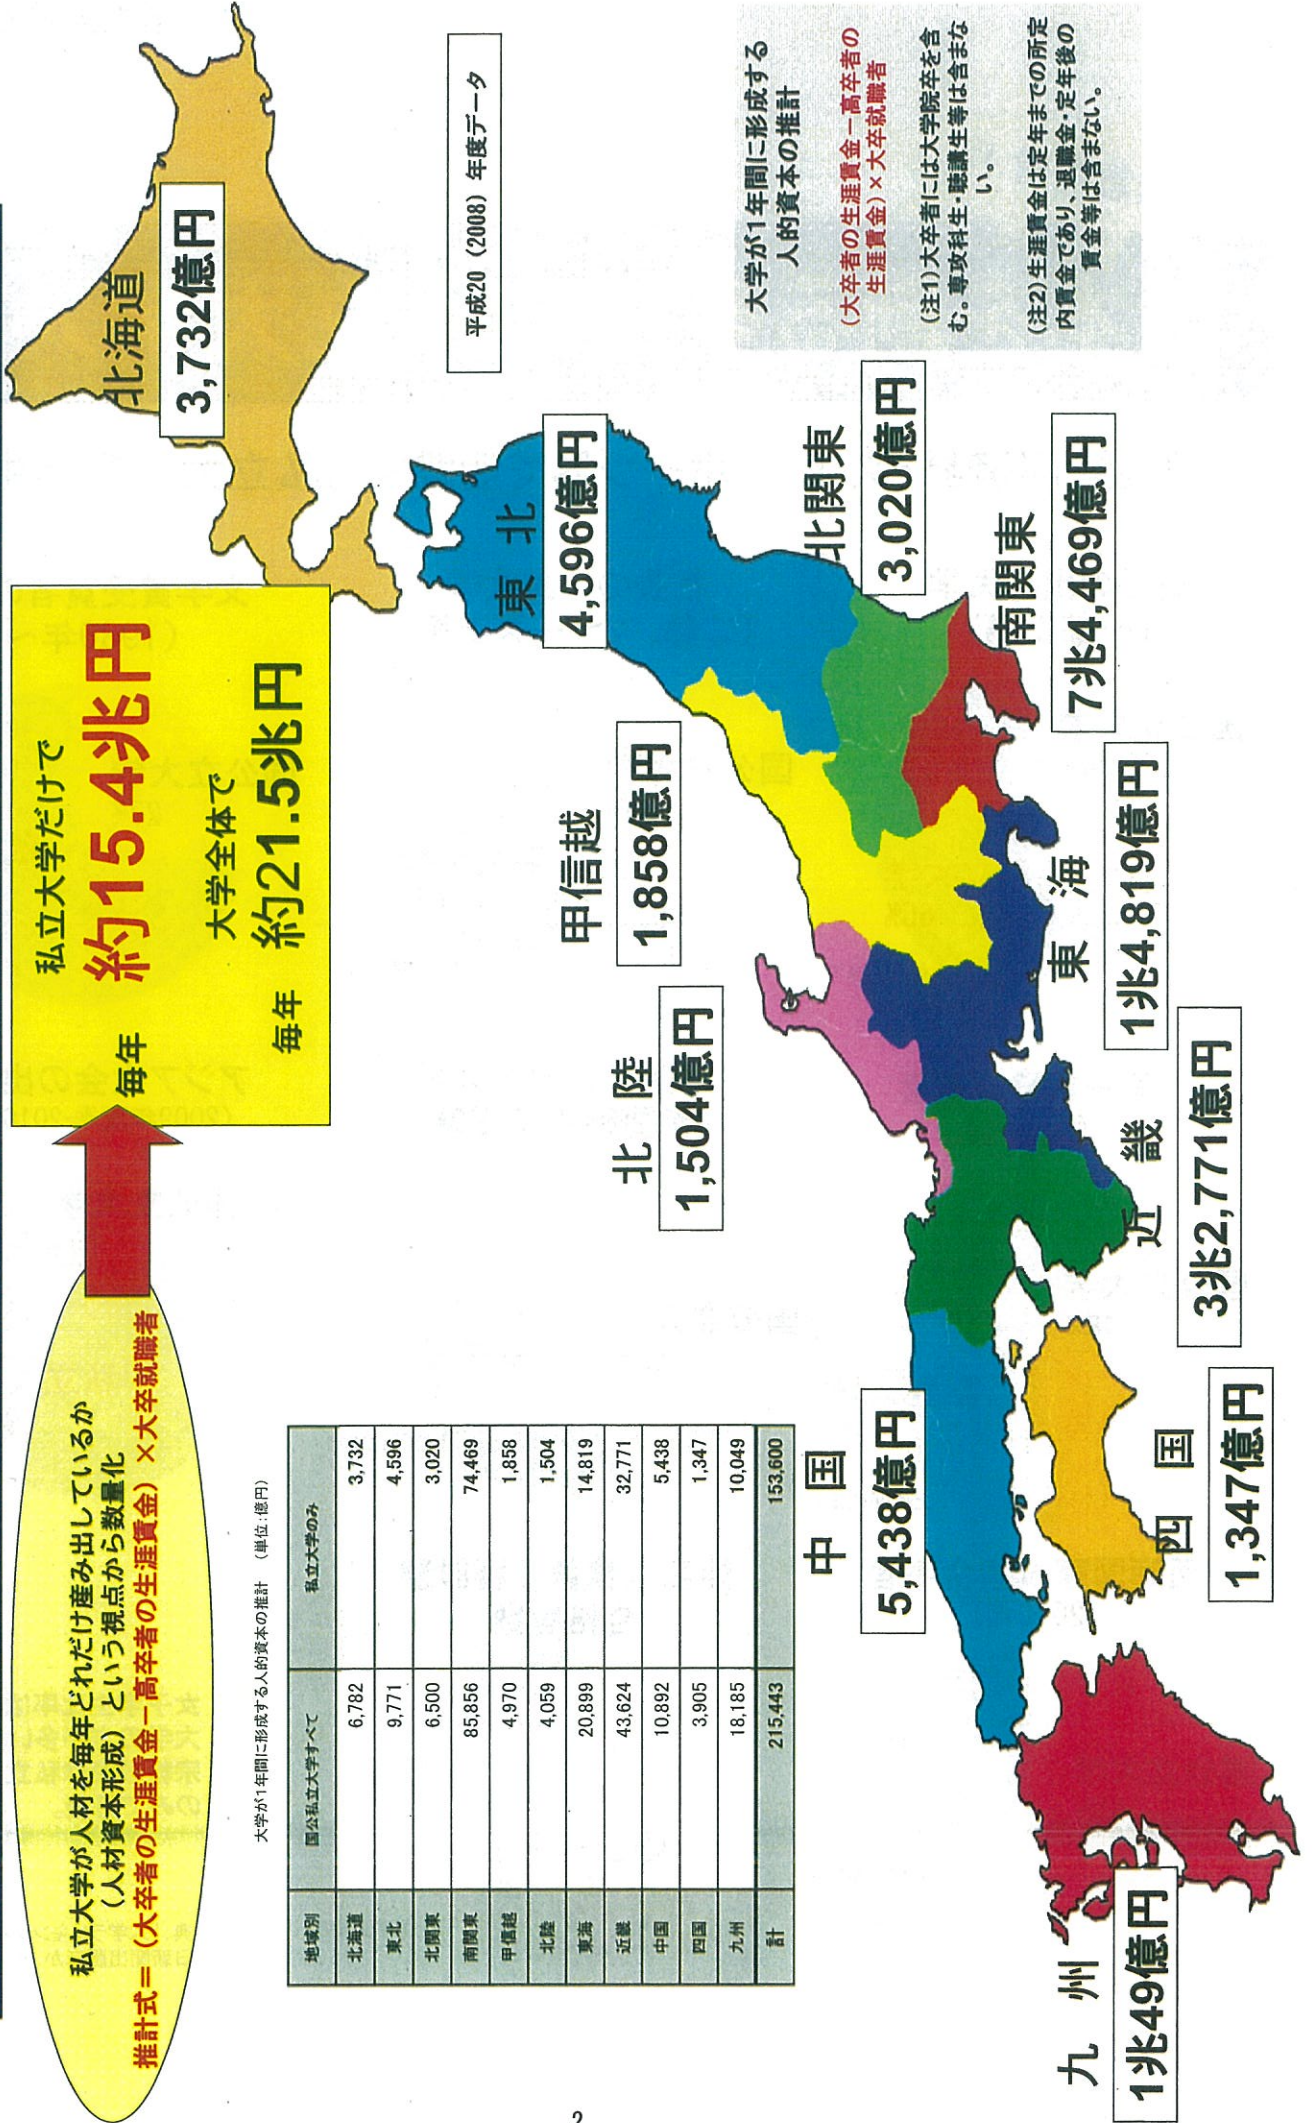 私立大学が人材を毎年どれだけ産み出しているか
（人材資本形成）という視点から数量化
推計式＝（大卒者の生涯賃金－高卒者の生涯賃金）×大卒就職者
私立大学だけで
毎年 約15.4兆円
大学全体で
毎年 約21.5兆円
大学が1年間に形成する人的資本の推計 （単位：億円）
地域別 国公私立大学すべて 私立大学のみ
北海道 6,782 3,732
東北 9,771 4,596
北関東 6,500 3,020
南関東 85,856 74,469
甲信越 4,970 1,858
北陸 4,059 1,504
東海 20,899 14,819
近畿 43,624 32,771
中国 10,892 5,438
四国 3,905 1,347
九州 18,185 10,049
計 215,443 153,600
北海道
3,732億円
平成20（2008）年度データ
東 北
4,596億円
甲信越
1,858億円
北 陸
1,504億円
北関東
3,020億円
南関東
7兆4,469億円
東 海
1兆4,819億円
近 畿
3兆2,771億円
中 国
5,438億円
四 国
1,347億円
九 州
1兆49億円
大学が1年間に形成する
人的資本の推計
（大卒者の生涯賃金－高卒者の
生涯賃金）×大卒就職者
（注1）大卒者には大学院卒を含
む。専攻科生・聴講生等は含まな
い。
（注2）生涯賃金は定年までの所定
内賃金であり、退職金・定年後の
賃金等は含まない。
2